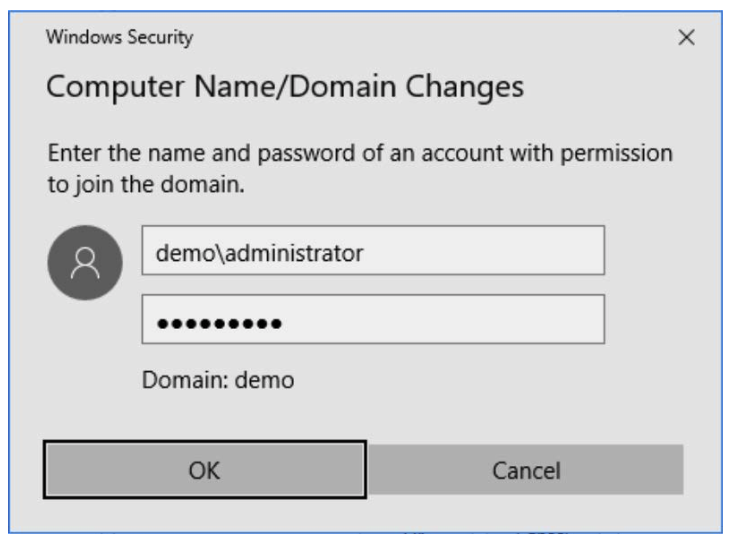 Windows Security
Computer Name/Domain Changes
Enter the name and password of an account with permission
to join the domain.
demo\administrator
●●●●●●●●●
Domain: demo
OK
Cancel